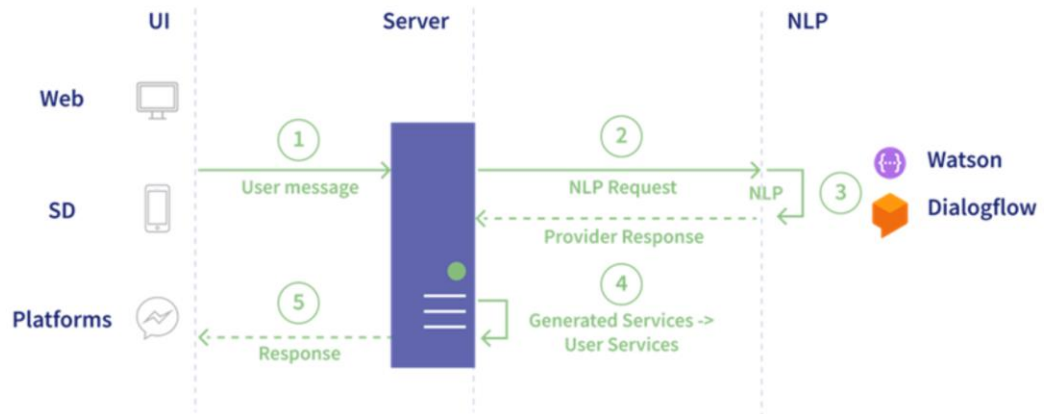 UI
Server
NLP
Web
1
2
User message
NLP Request
NLP
3
{...}
Watson
SD
Dialogflow
Provider Response
5
4
Platforms
Generated Services ->
User Services
Response